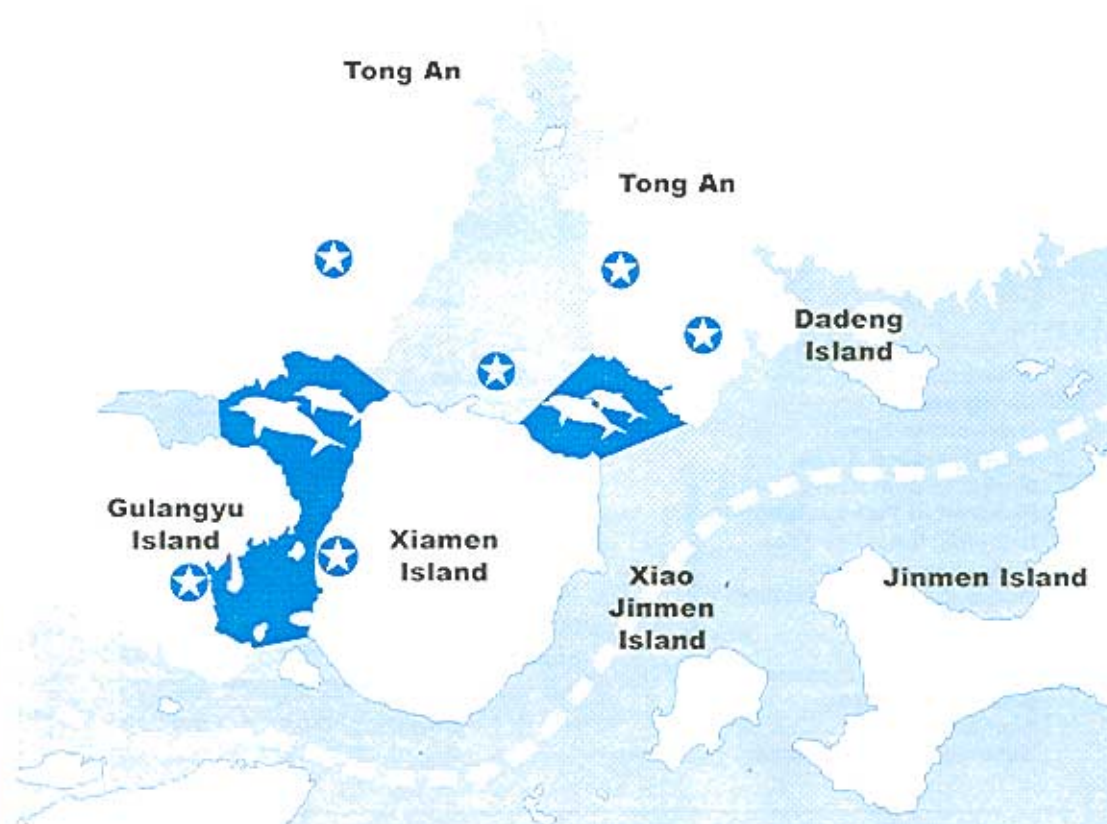 Tong An
Tong An
Dadeng
Island
Gulangyu
Island
Xiamen
Island
Xiao
Jinmen
Island
Jinmen Island